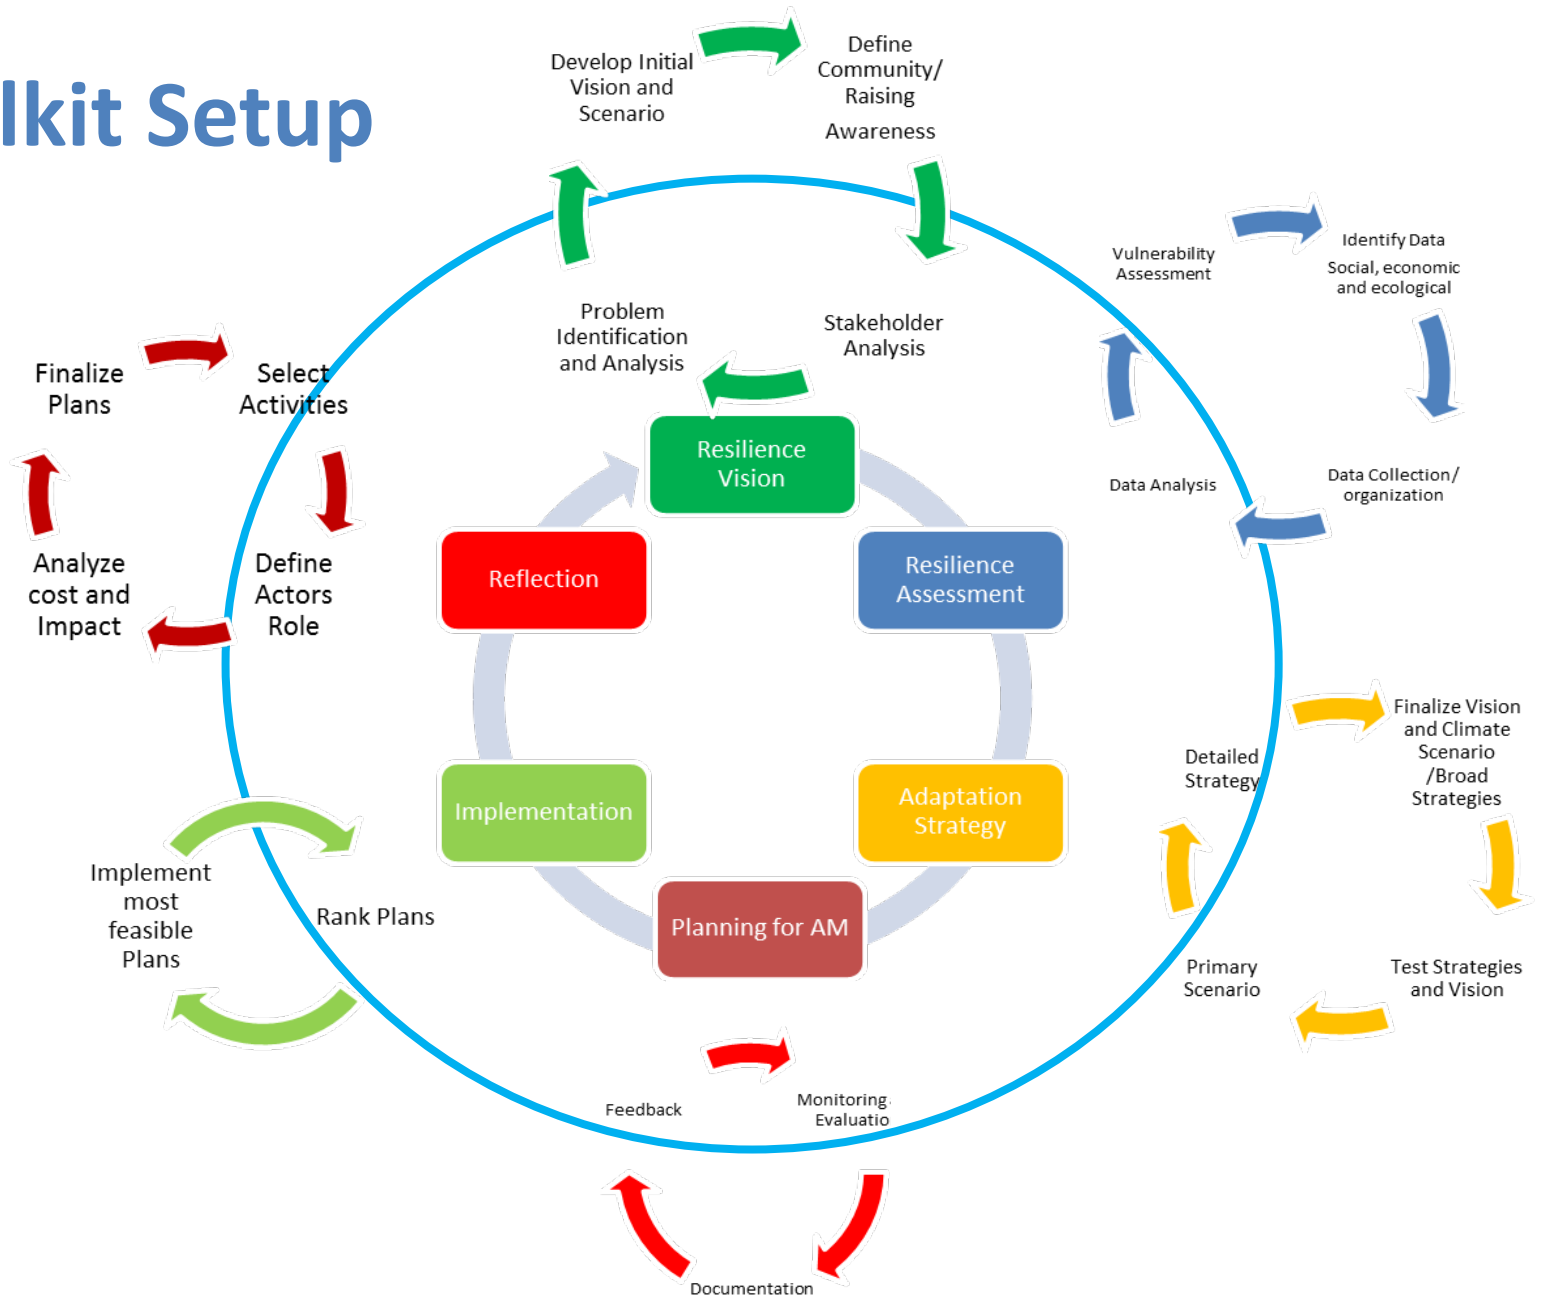 lkit Setup
Develop Initial
Vision and
Scenario
Define
Community/
Raising
Awareness
Stakeholder
Analysis
Problem
Identification
and Analysis
Vulnerability
Assessment
Identify Data
Social, economic
and ecological
Data Collection/
organization
Data Analysis
Finalize
Plans
Select
Activities
Define
Actors
Role
Analyze
cost and
Impact
Resilience
Vision
Resilience
Assessment
Adaptation
Strategy
Planning for AM
Implementation
Reflection
Detailed
Strategy
Finalize Vision
and Climate
Scenario
/Broad
Strategies
Test Strategies
and Vision
Primary
Scenario
Implement
most
feasible
Plans
Rank Plans
Feedback
Monitoring
Evaluatio
Documentation